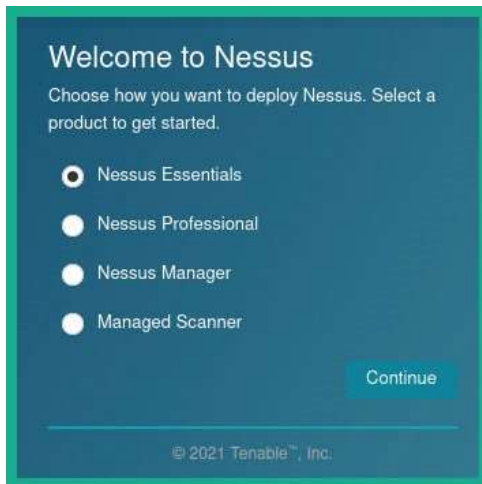 Welcome to Nessus
Choose how you want to deploy Nessus. Select a
product to get started.
Nessus Essentials
Nessus Professional
Nessus Manager
Managed Scanner
Continue
© 2021 Tenable™, Inc.